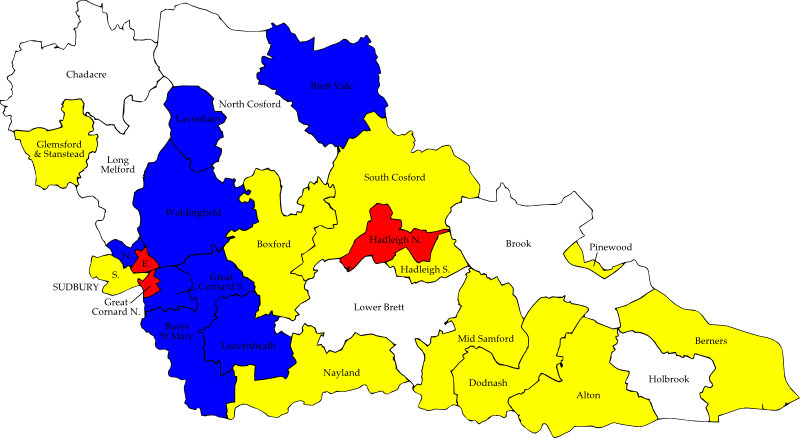 Chadacre
Brett Vale
North Cosford
Lavenham
Glemsford
& Stanstead
Long
Melford
South Cosford
Waldingfield
Hadleigh N.
Boxford
Brook
Pinewood
N.
E.
S.
Hadleigh S.
SUDBURY
Great
Cornard S.
Great
Cornard N.
Lower Brett
Bures
St Mary
Leavenheath
Mid Samford
Berners
Nayland
Dodnash
Holbrook
Alton